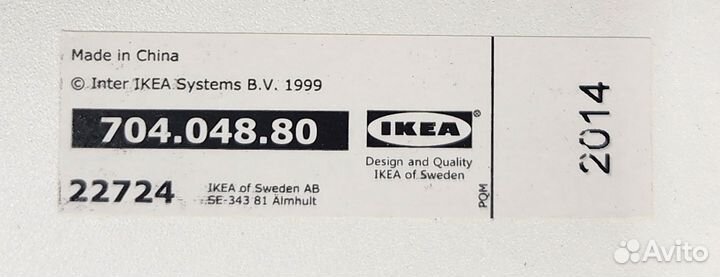 Made in China
© Inter IKEA Systems B.V. 1999
704.048.80
IKEA®
Design and Quality
IKEA of Sweden
22724
IKEA of Sweden AB
SE-343 81 Älmhult
PQM
2014
Avito